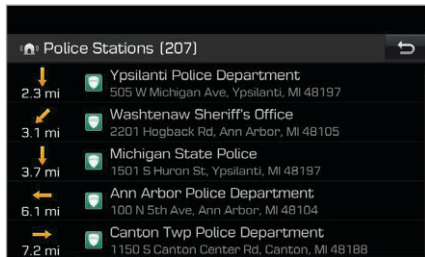 Police Stations (207)
Ypsilanti Police Department
2.3 mi 505 W Michigan Ave, Ypsilanti, MI 48197
Washtenaw Sheriff's Office
3.1 mi 2201 Hogback Rd, Ann Arbor, MI 48105
Michigan State Police
3.7 mi 1501 S Huron St, Ypsilanti, MI 48197
Ann Arbor Police Department
6.1 mi 100 N 5th Ave, Ann Arbor, MI 48104
Canton Twp Police Department
7.2 mi 1150 S Canton Center Rd, Canton, MI 48188